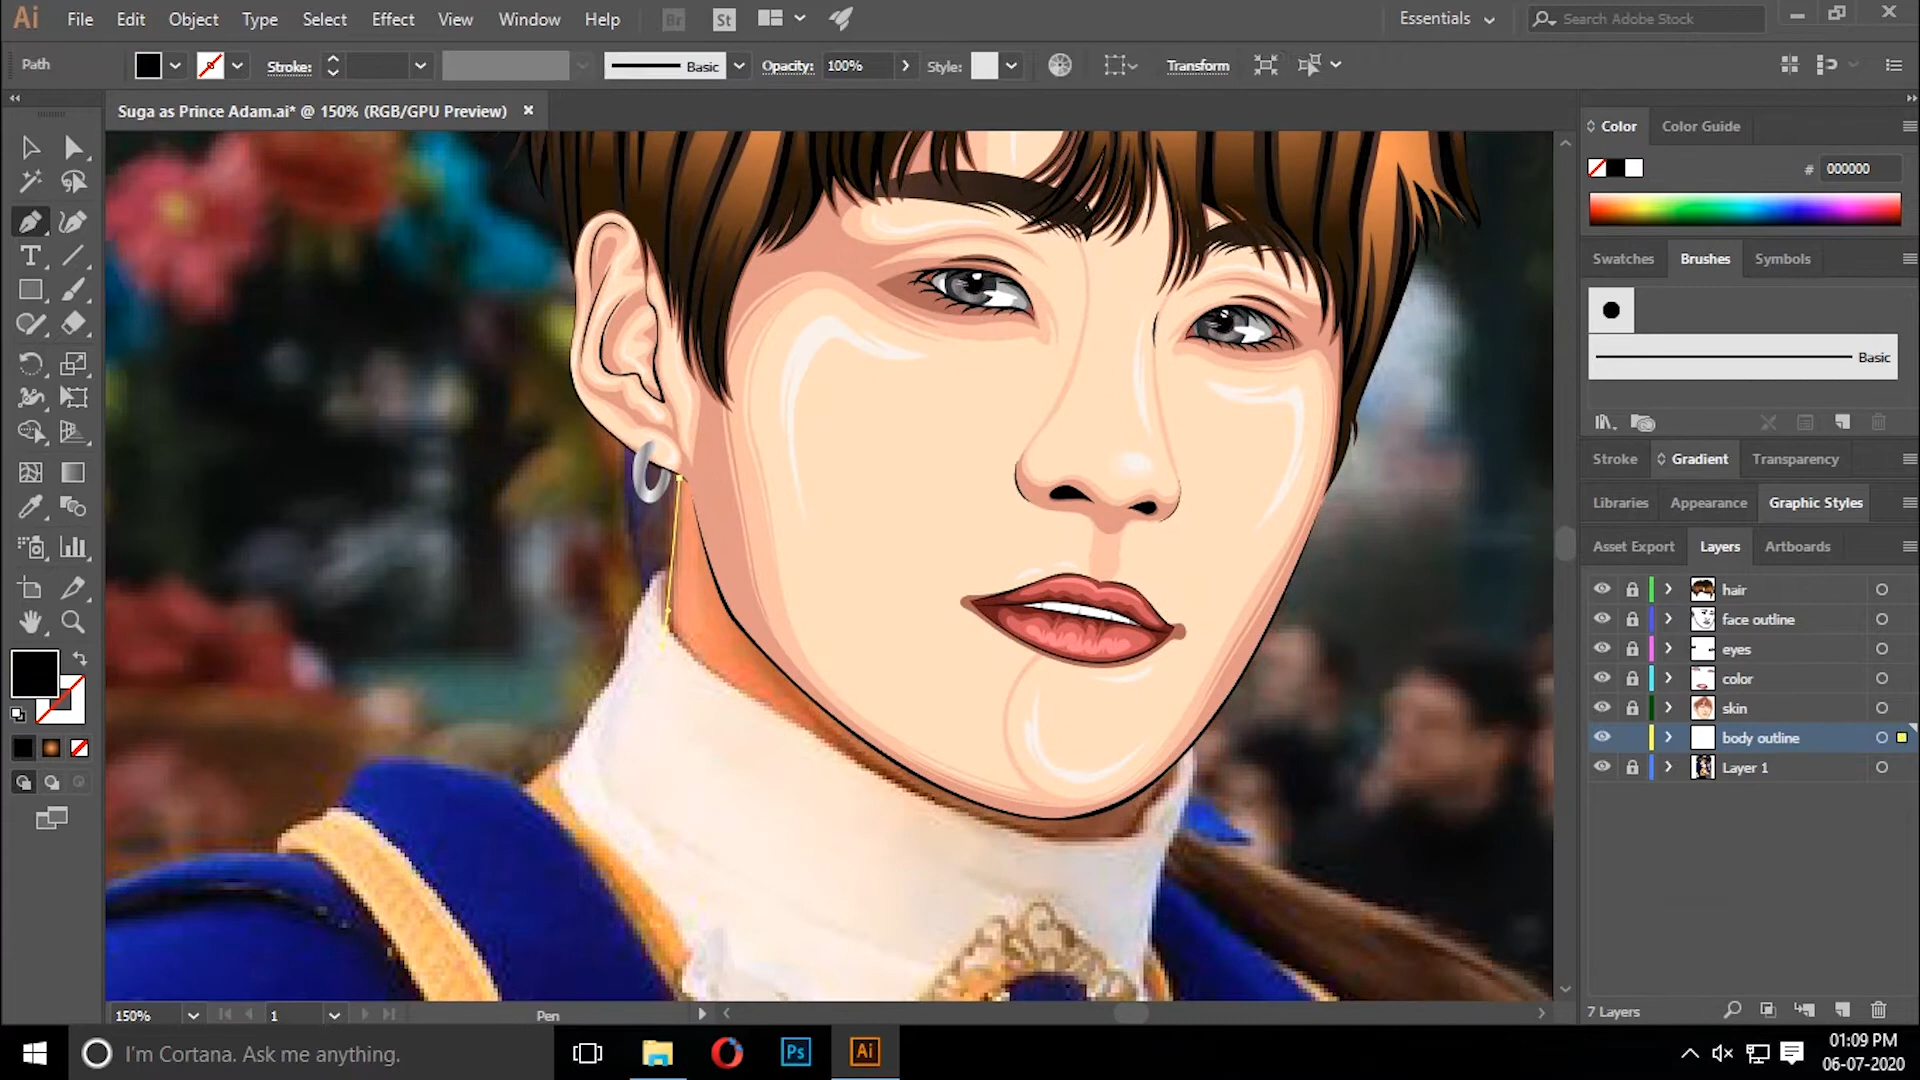 Ai File Edit Object Type Select Effect View Window Help Br St Essentials Search Adobe Stock
Path Stroke: Basic Opacity: 100% Style: Transform
Suga as Prince Adam.ai* @ 150% (RGB/GPU Preview)
Color Color Guide
# 000000
Swatches Brushes Symbols
Basic
Stroke Gradient Transparency
Libraries Appearance Graphic Styles
Asset Export Layers Artboards
hair
face outline
eyes
color
skin
body outline
Layer 1
150% 1 Pen 7 Layers
I'm Cortana. Ask me anything. Ps Ai 01:09 PM
06-07-2020